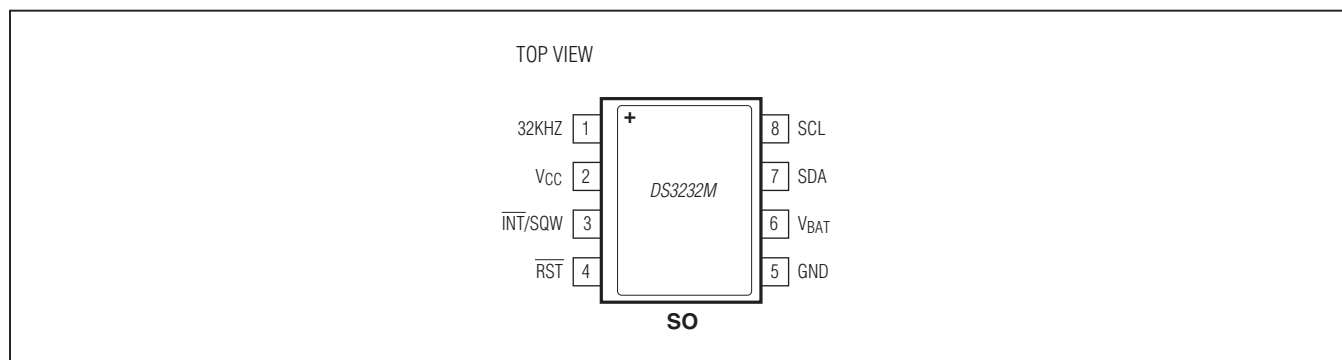 TOP VIEW
32KHZ 1 + 8 SCL
VCC 2 DS3232M 7 SDA
INT/SQW 3 6 VBAT
RST 4 5 GND
SO